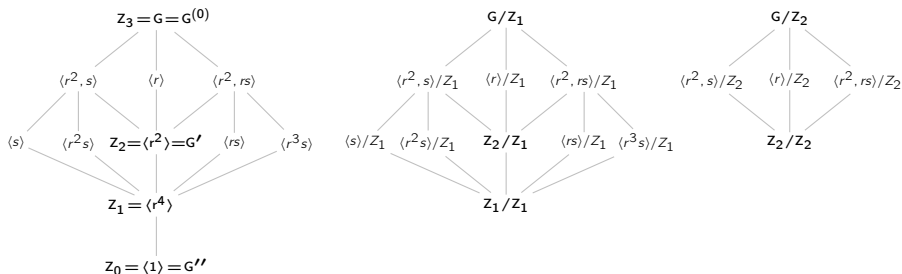 Z₃ = G = G⁽⁰⁾ G/Z₁ G/Z₂
⟨r², s⟩ ⟨r⟩ ⟨r², rs⟩ ⟨r², s⟩/Z₁ ⟨r⟩/Z₁ ⟨r², rs⟩/Z₁ ⟨r², s⟩/Z₂ ⟨r⟩/Z₂ ⟨r², rs⟩/Z₂
⟨s⟩ ⟨r²s⟩ Z₂ = ⟨r²⟩ = G′ ⟨rs⟩ ⟨r³s⟩ ⟨s⟩/Z₁ ⟨r²s⟩/Z₁ Z₂/Z₁ ⟨rs⟩/Z₁ ⟨r³s⟩/Z₁ Z₂/Z₂
Z₁ = ⟨r⁴⟩ Z₁/Z₁
Z₀ = ⟨1⟩ = G″